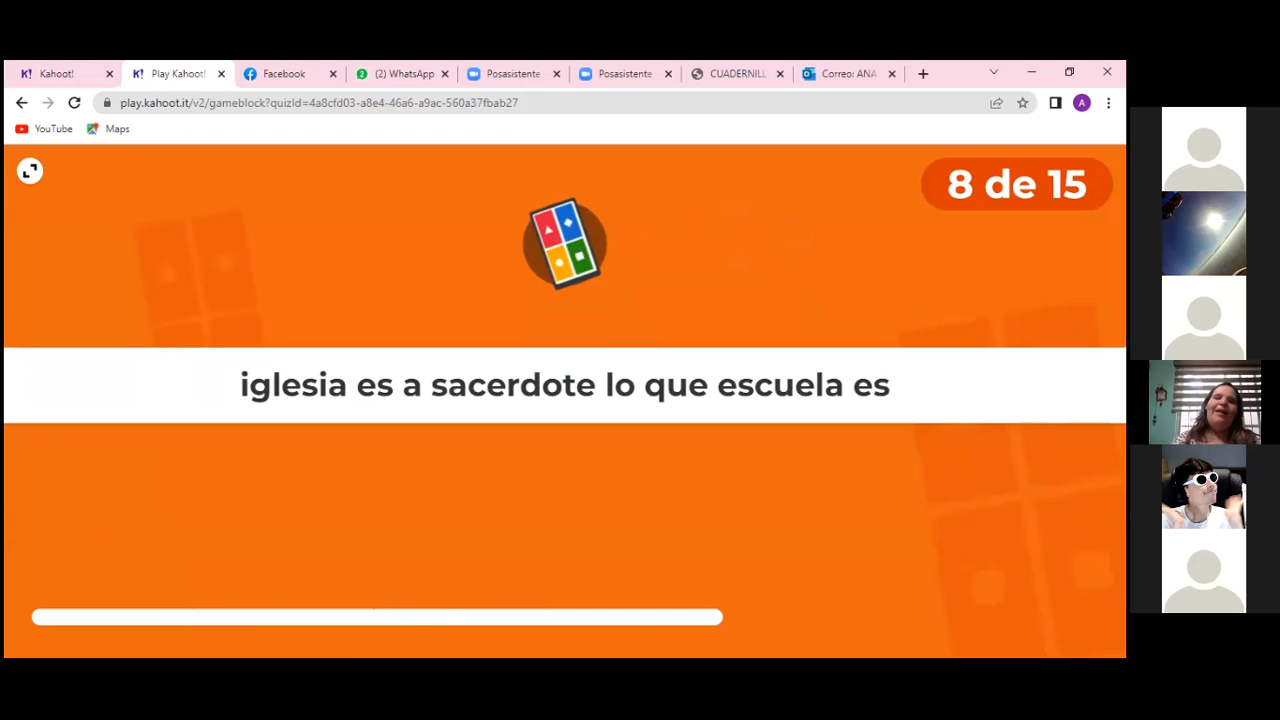 Kahoot!
Play Kahoot!
Facebook
(2) WhatsApp
Posasistente
Posasistente
CUADERNILL
Correo: ANA
play.kahoot.it/v2/gameblock?quizId=4a8cfd03-a8e4-46a6-a9ac-560a37fbab27
A
YouTube
Maps
8 de 15
iglesia es a sacerdote lo que escuela es